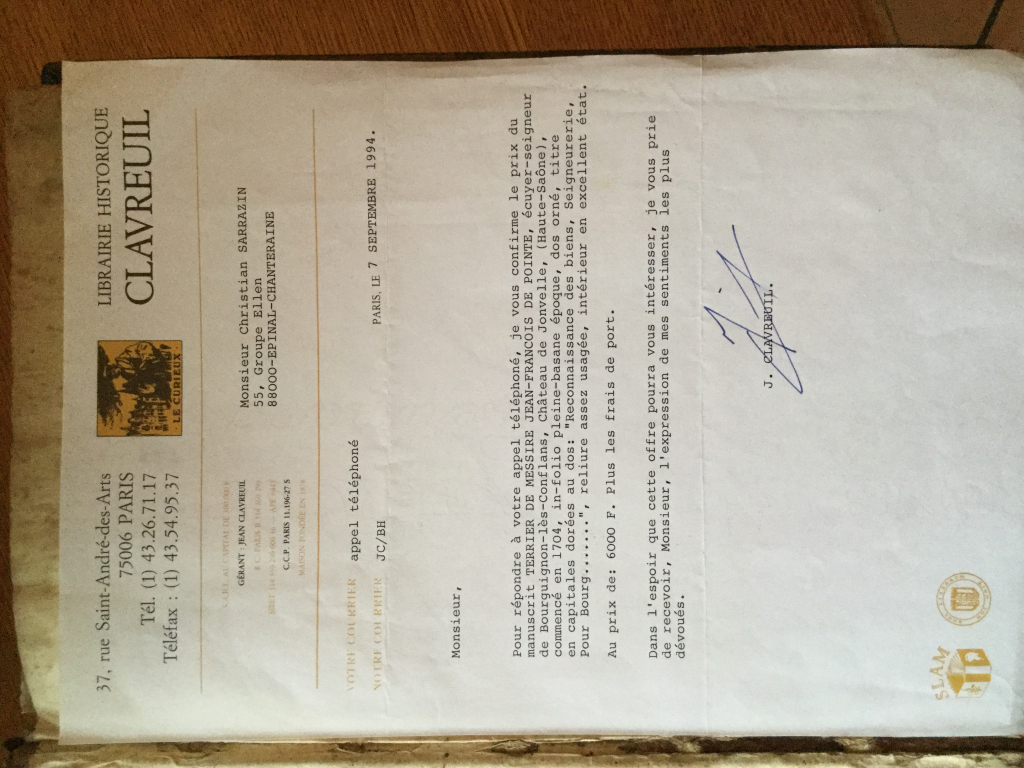 37, rue Saint-André-des-Arts
75006 PARIS
Tél. (1) 43.26.71.17
Téléfax : (1) 43.54.95.37
LE CURIEUX
LIBRAIRIE HISTORIQUE
CLAVREUIL
GÉRANT : JEAN CLAVREUIL
C.C.P. PARIS 11.196-27 S
MAISON FONDÉE EN 1878
Monsieur Christian SARRAZIN
55, Groupe Ellen
88000-EPINAL-CHANTERAINE
VOTRE COURRIER appel téléphoné
NOTRE COURRIER JC/BH
PARIS, LE 7 SEPTEMBRE 1994.
Monsieur,
Pour répondre à votre appel téléphoné, je vous confirme le prix du
manuscrit TERRIER DE MESSIRE JEAN-FRANCOIS DE POINTE, écuyer-seigneur
de Bourguignon-lès-Conflans, Château de Jonvelle, (Haute-Saône),
commencé en 1704, in-folio pleine-basane époque, dos orné, titre
en capitales dorées au dos: "Reconnaissance des biens, Seigneurerie,
Pour Bourg.......", reliure assez usagée, intérieur en excellent état.
Au prix de: 6000 F. Plus les frais de port.
Dans l'espoir que cette offre pourra vous intéresser, je vous prie
de recevoir, Monsieur, l'expression de mes sentiments les plus
dévoués.
J. CLAVREUIL.
SLAM